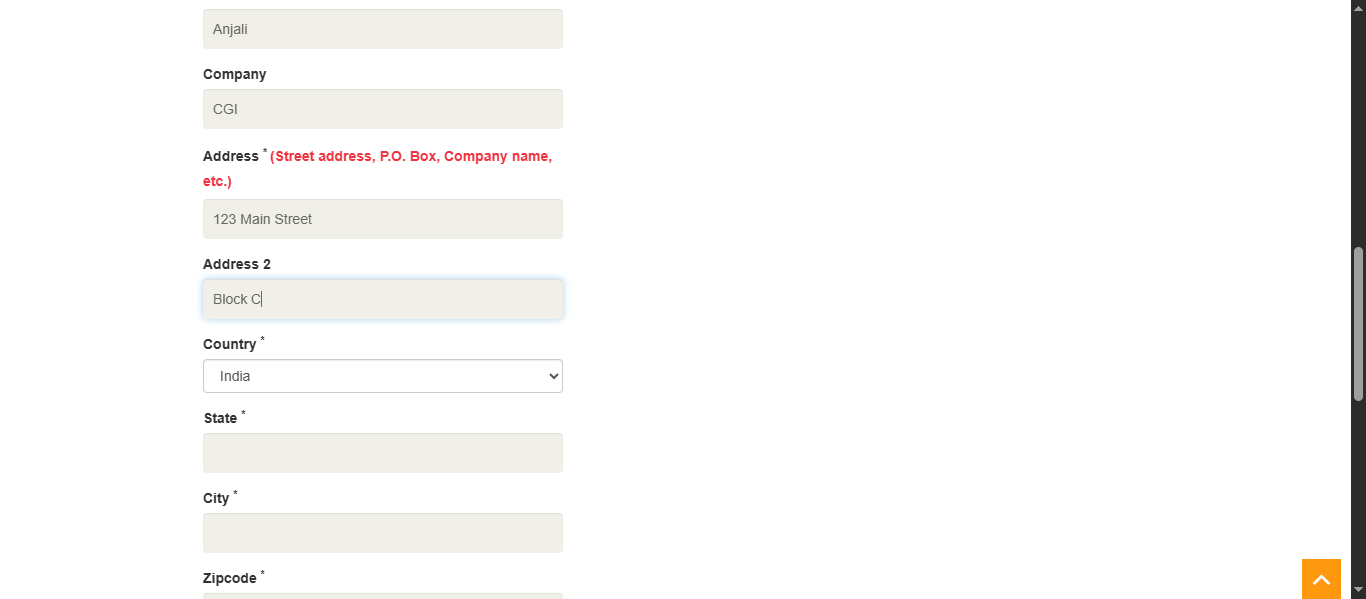 Anjali
Company
CGI
Address * (Street address, P.O. Box, Company name,
etc.)
123 Main Street
Address 2
Block C
Country *
India
State *
City *
Zipcode *